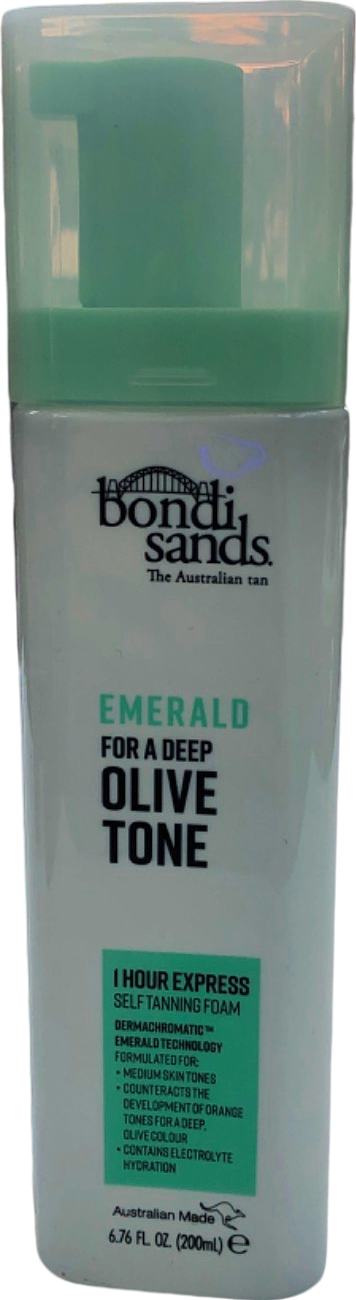 bondi
sands.
The Australian tan
EMERALD
FOR A DEEP
OLIVE
TONE
1 HOUR EXPRESS
SELF TANNING FOAM
DERMACHROMATIC™
EMERALD TECHNOLOGY
FORMULATED FOR:
• MEDIUM SKIN TONES
• COUNTERACTS THE
DEVELOPMENT OF ORANGE
TONES FOR A DEEP,
OLIVE COLOUR
• CONTAINS ELECTROLYTE
HYDRATION
Australian Made
6.76 FL. OZ. (200mL) ℮